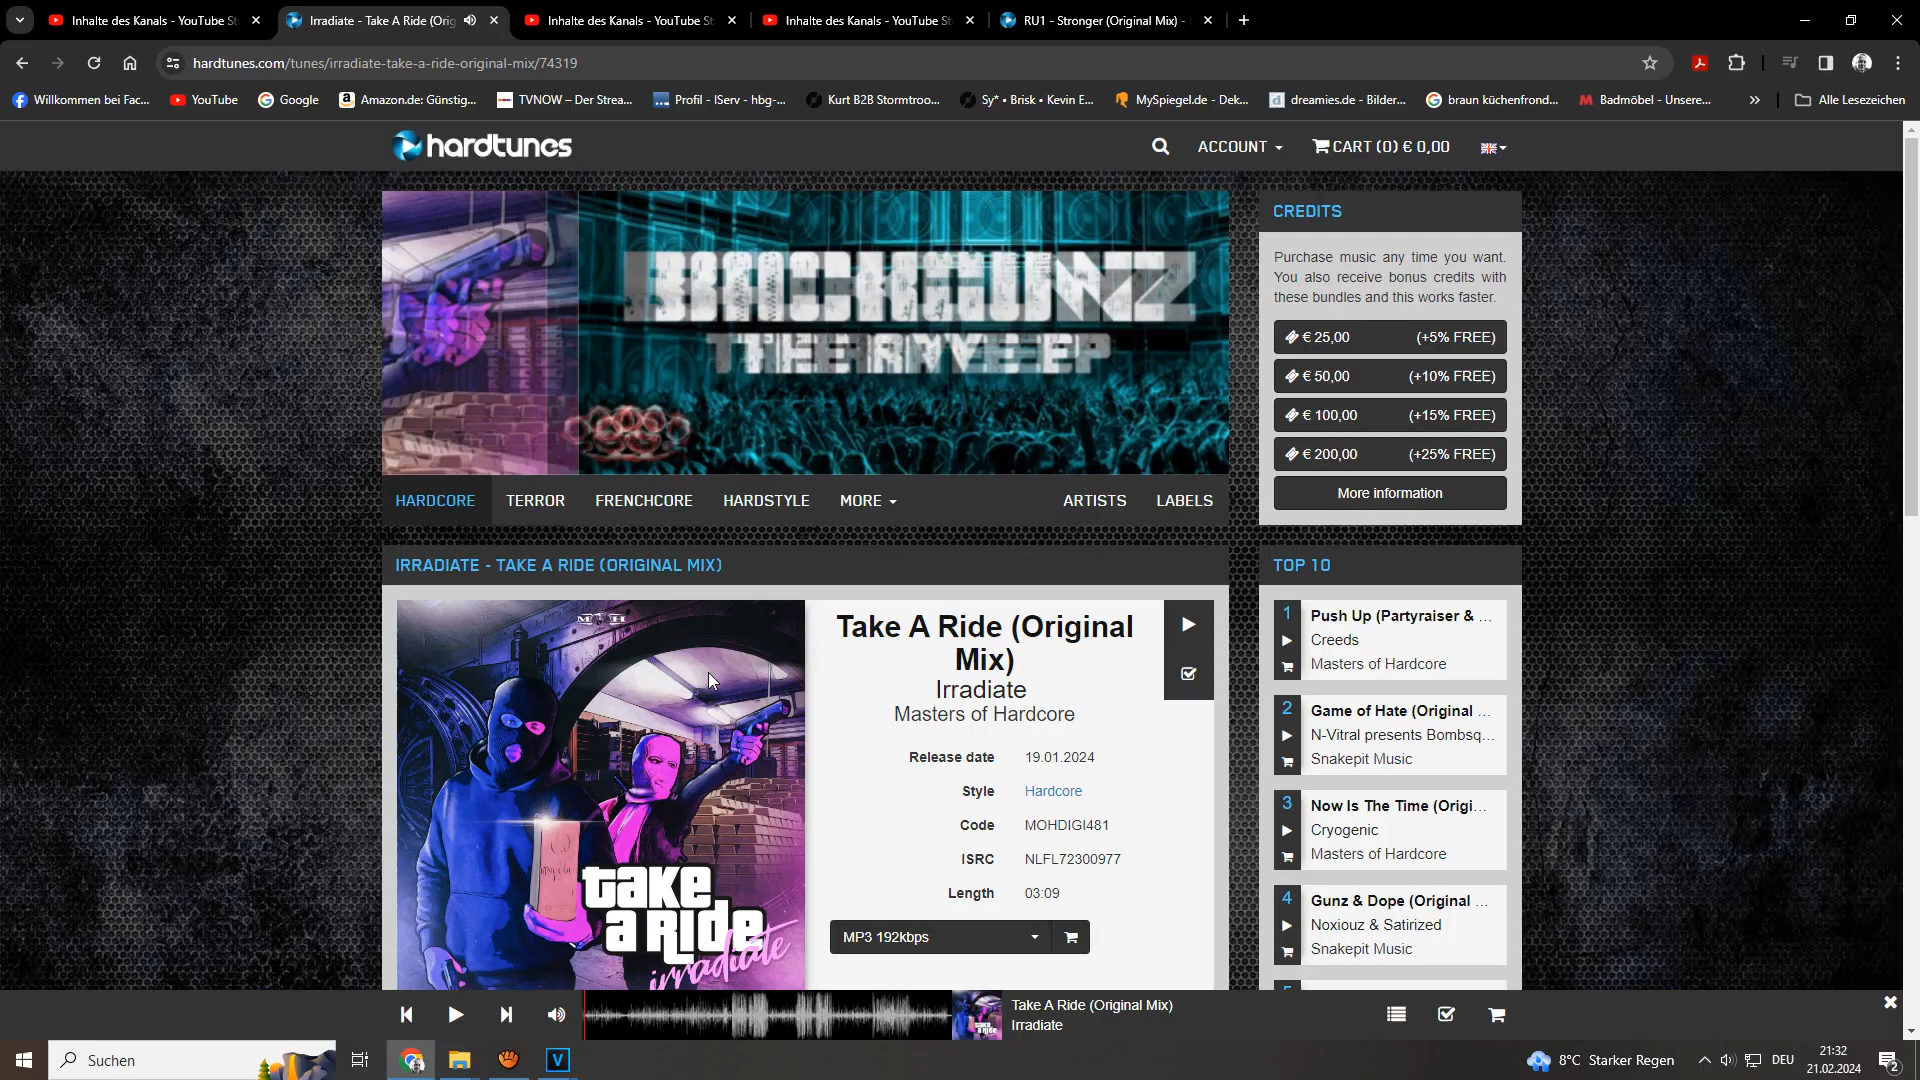 Inhalte des Kanals - YouTube St
Irradiate - Take A Ride (Orig
Inhalte des Kanals - YouTube St
Inhalte des Kanals - YouTube St
RU1 - Stronger (Original Mix) -
hardtunes.com/tunes/irradiate-take-a-ride-original-mix/74319
Willkommen bei Fac...
YouTube
Google
Amazon.de: Günstig...
TVNOW – Der Strea...
Profil - IServ - hbg-...
Kurt B2B Stormtroo...
Sy* • Brisk • Kevin E...
MySpiegel.de - Dek...
dreamies.de - Bilder...
braun küchenfrond...
Badmöbel - Unsere...
Alle Lesezeichen
hardtunes
ACCOUNT
CART (0) € 0,00
CREDITS
Purchase music any time you want.
You also receive bonus credits with
these bundles and this works faster.
€ 25,00 (+5% FREE)
€ 50,00 (+10% FREE)
€ 100,00 (+15% FREE)
€ 200,00 (+25% FREE)
More information
HARDCORE
TERROR
FRENCHCORE
HARDSTYLE
MORE
ARTISTS
LABELS
IRRADIATE - TAKE A RIDE (ORIGINAL MIX)
take
a Ride
irradiate
Take A Ride (Original
Mix)
Irradiate
Masters of Hardcore
Release date 19.01.2024
Style Hardcore
Code MOHDIGI481
ISRC NLFL72300977
Length 03:09
MP3 192kbps
TOP 10
1 Push Up (Partyraiser & ...
Creeds
Masters of Hardcore
2 Game of Hate (Original ...
N-Vitral presents Bombsq...
Snakepit Music
3 Now Is The Time (Origi...
Cryogenic
Masters of Hardcore
4 Gunz & Dope (Original ...
Noxiouz & Satirized
Snakepit Music
Take A Ride (Original Mix)
Irradiate
Suchen
8°C Starker Regen
DEU
21:32
21.02.2024
2